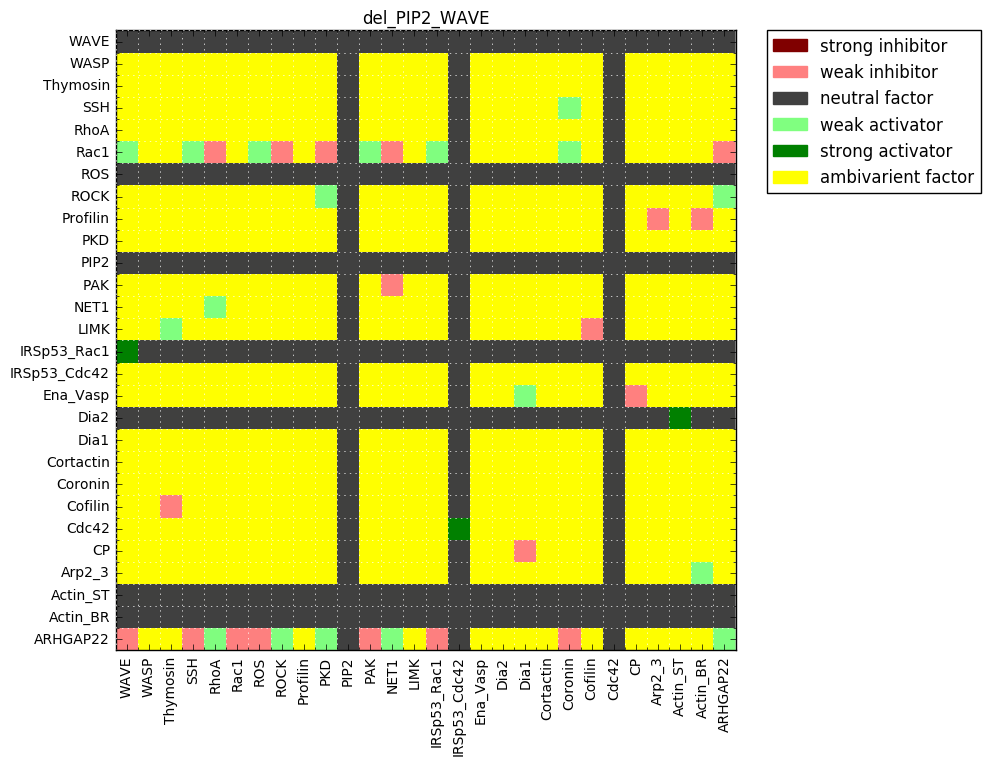 del_PIP2_WAVE
WAVE
WASP
Thymosin
SSH
RhoA
Rac1
ROS
ROCK
Profilin
PKD
PIP2
PAK
NET1
LIMK
IRSp53_Rac1
IRSp53_Cdc42
Ena_Vasp
Dia2
Dia1
Cortactin
Coronin
Cofilin
Cdc42
CP
Arp2_3
Actin_ST
Actin_BR
ARHGAP22
WAVE
WASP
Thymosin
SSH
RhoA
Rac1
ROS
ROCK
Profilin
PKD
PIP2
PAK
NET1
LIMK
IRSp53_Rac1
IRSp53_Cdc42
Ena_Vasp
Dia2
Dia1
Cortactin
Coronin
Cofilin
Cdc42
CP
Arp2_3
Actin_ST
Actin_BR
ARHGAP22
strong inhibitor
weak inhibitor
neutral factor
weak activator
strong activator
ambivarient factor